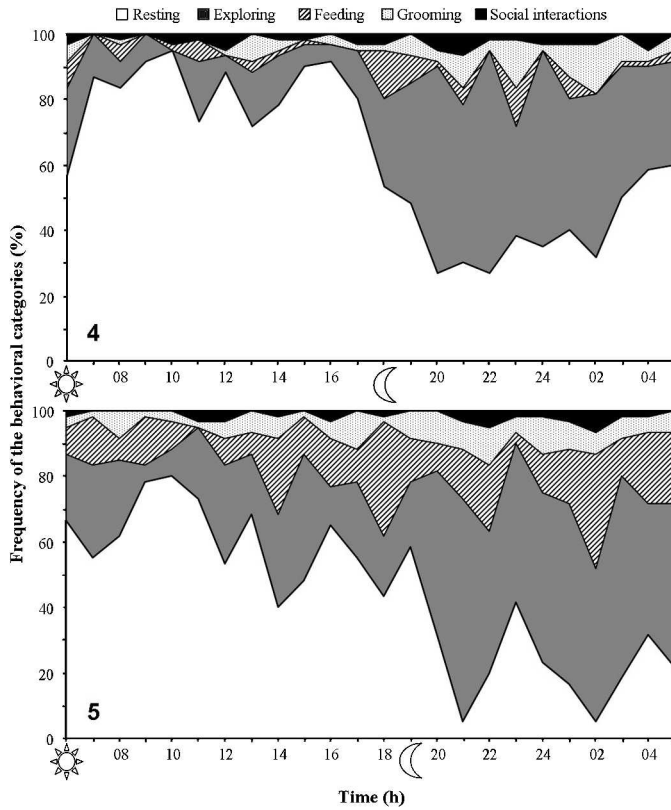 Resting Exploring Feeding Grooming Social interactions
100
80
60
40
20
0
4
08 10 12 14 16 20 22 24 02 04
Frequency of the behavioral categories (%)
100
80
60
40
20
0
5
08 10 12 14 16 18 20 22 24 02 04
Time (h)